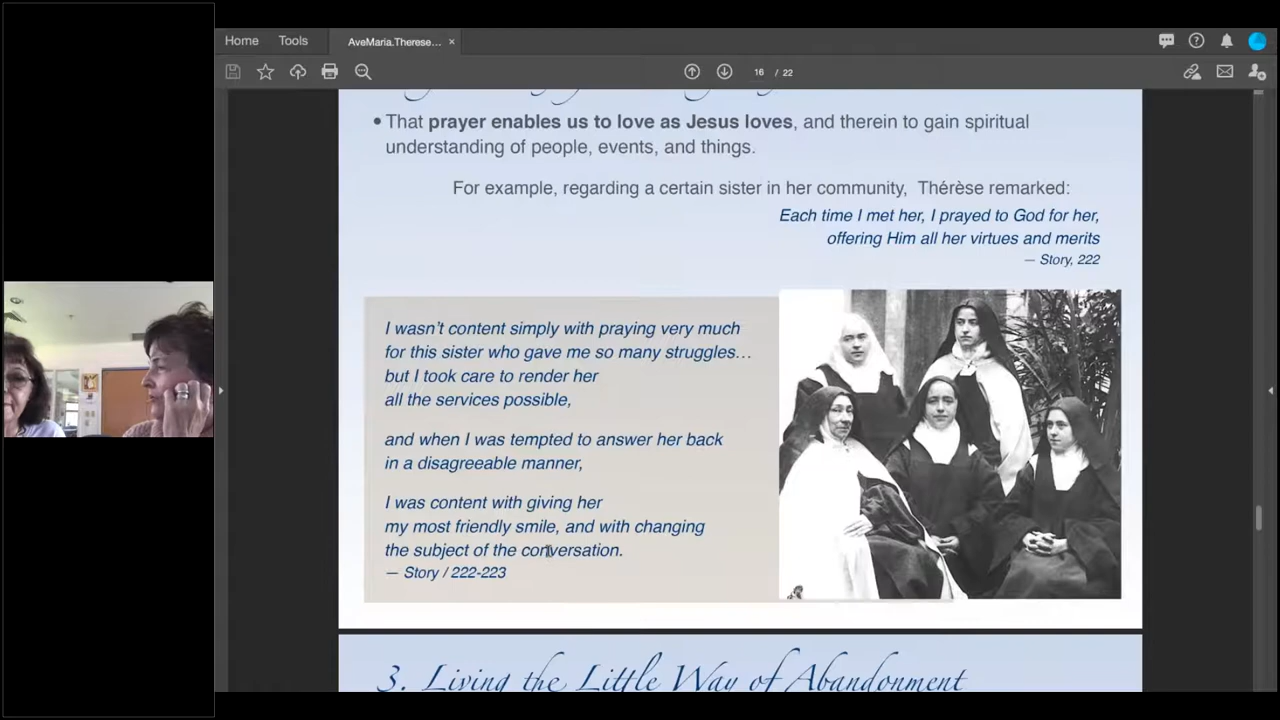 Home
Tools
AveMaria.Therese...
×
16 / 22
• That prayer enables us to love as Jesus loves, and therein to gain spiritual
understanding of people, events, and things.
For example, regarding a certain sister in her community, Thérèse remarked:
Each time I met her, I prayed to God for her,
offering Him all her virtues and merits
— Story, 222
I wasn't content simply with praying very much
for this sister who gave me so many struggles...
but I took care to render her
all the services possible,
and when I was tempted to answer her back
in a disagreeable manner,
I was content with giving her
my most friendly smile, and with changing
the subject of the conversation.
— Story / 222-223
3. Living the Little Way of Abandonment